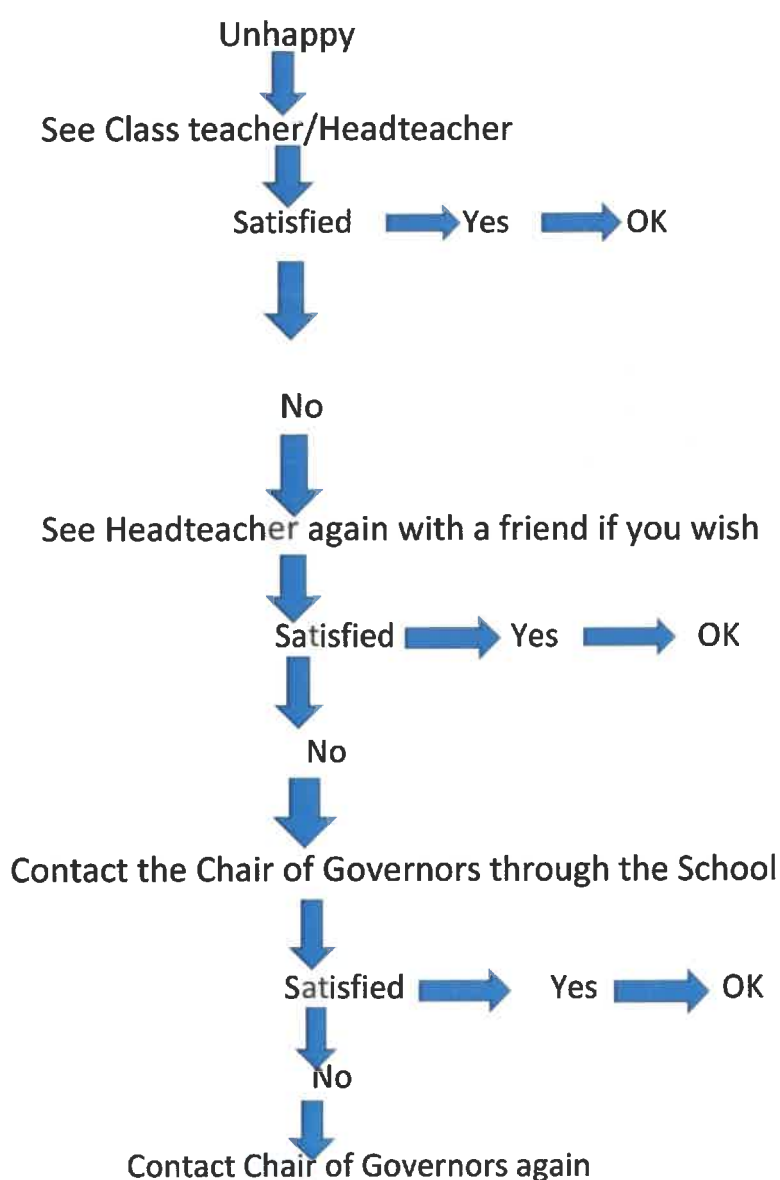 Unhappy
See Class teacher/Headteacher
Satisfied Yes OK
No
See Headteacher again with a friend if you wish
Satisfied Yes OK
No
Contact the Chair of Governors through the School
Satisfied Yes OK
No
Contact Chair of Governors again